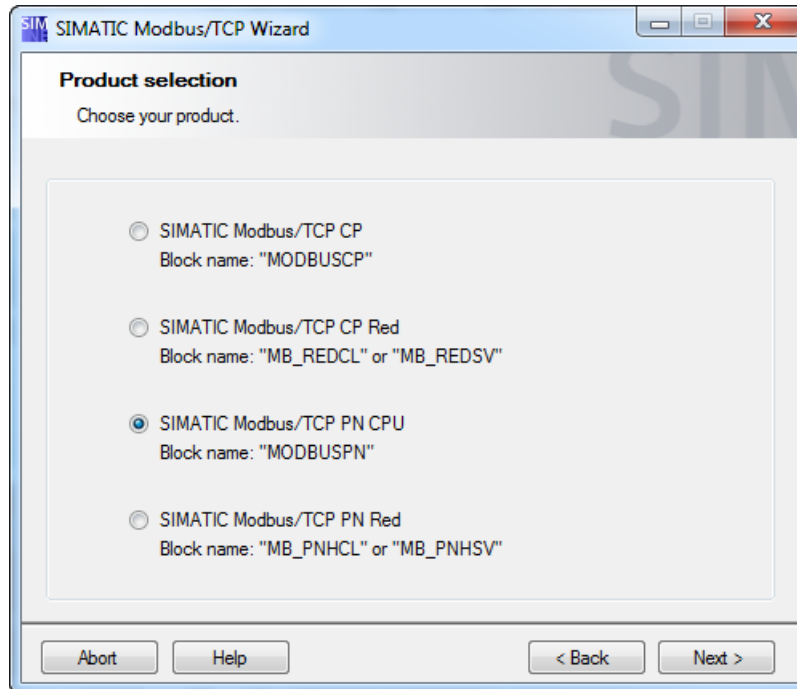 SIM SIMATIC Modbus/TCP Wizard
Product selection
Choose your product.
SIMATIC Modbus/TCP CP
Block name: "MODBUSCP"
SIMATIC Modbus/TCP CP Red
Block name: "MB_REDCL" or "MB_REDSV"
SIMATIC Modbus/TCP PN CPU
Block name: "MODBUSPN"
SIMATIC Modbus/TCP PN Red
Block name: "MB_PNHCL" or "MB_PNHSV"
Abort Help < Back Next >